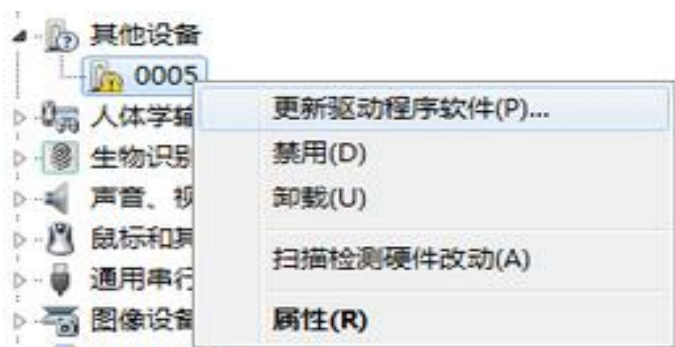 其他设备
0005
人体学输
生物识别
声音、视
鼠标和其
通用串行
图像设备
更新驱动程序软件(P)...
禁用(D)
卸载(U)
扫描检测硬件改动(A)
属性(R)